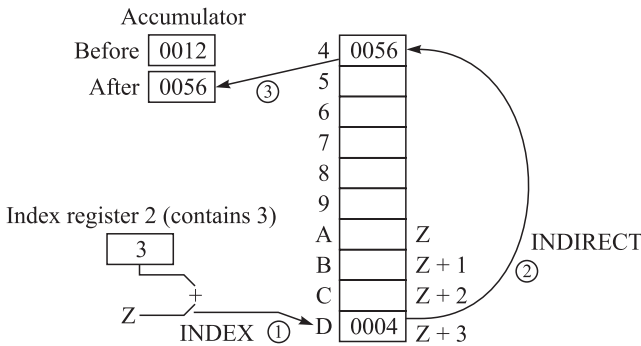 Accumulator
Before 0012
After 0056
3
4 0056
5
6
7
8
9
A Z
B Z + 1
C Z + 2
D 0004 Z + 3
INDIRECT
2
Index register 2 (contains 3)
3
+
Z
INDEX 1